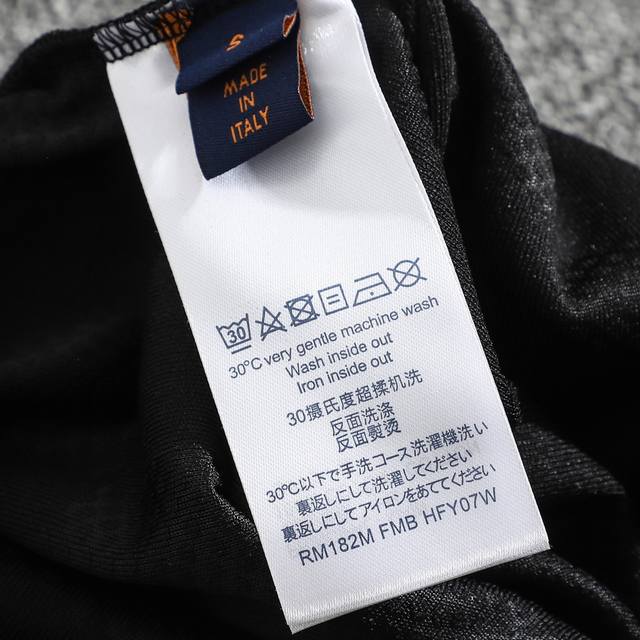 S
MADE
IN
ITALY
30
30°C very gentle machine wash
Wash inside out
Iron inside out
30摄氏度超揉机洗
反面洗涤
反面熨烫
30℃以下で手洗コース洗濯機洗い
裏返しにして洗濯してください
裏返しにしてアイロンをあててください
RM182M FMB HFY07W